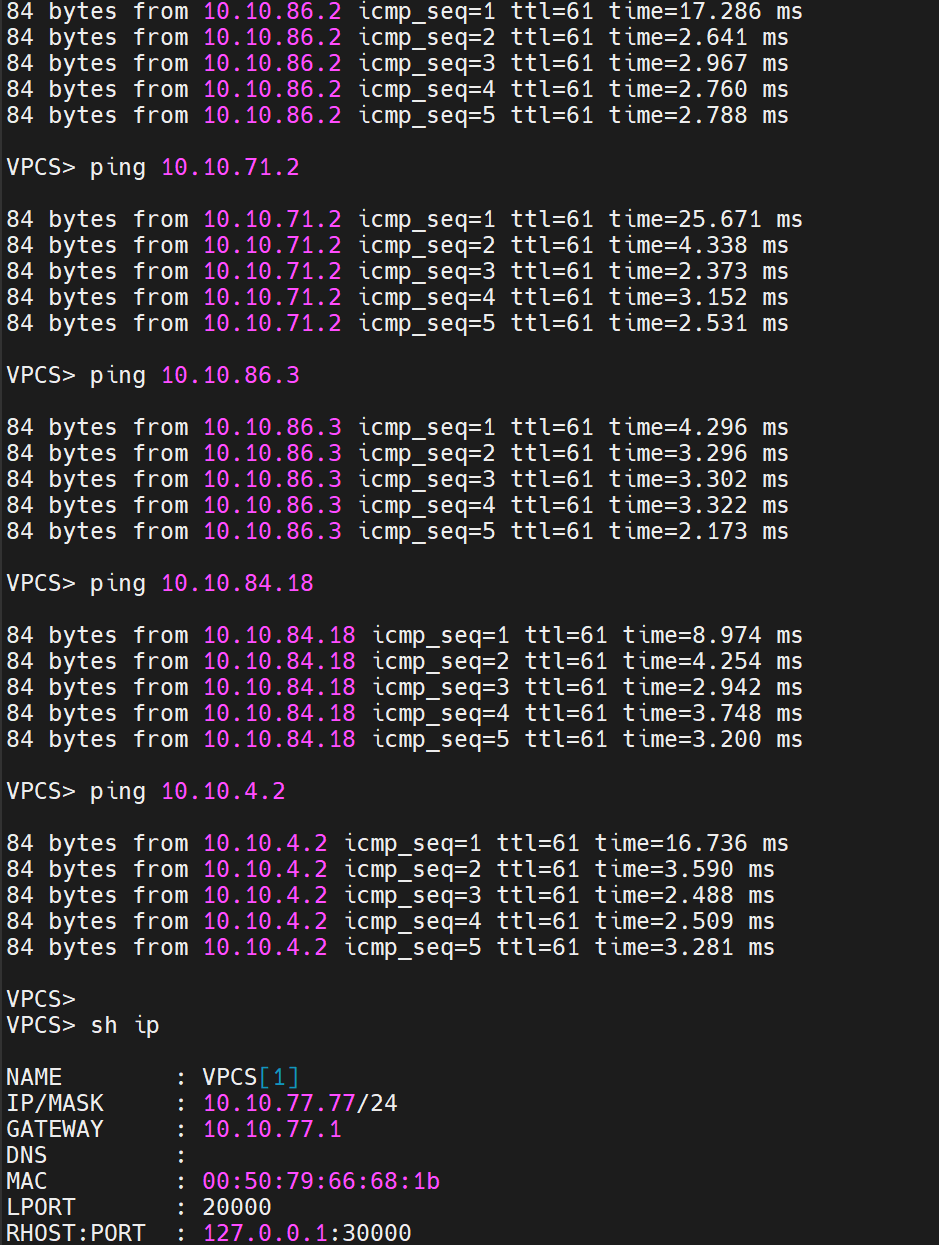 84 bytes from 10.10.86.2 icmp_seq=1 ttl=61 time=17.286 ms
84 bytes from 10.10.86.2 icmp_seq=2 ttl=61 time=2.641 ms
84 bytes from 10.10.86.2 icmp_seq=3 ttl=61 time=2.967 ms
84 bytes from 10.10.86.2 icmp_seq=4 ttl=61 time=2.760 ms
84 bytes from 10.10.86.2 icmp_seq=5 ttl=61 time=2.788 ms

VPCS> ping 10.10.71.2

84 bytes from 10.10.71.2 icmp_seq=1 ttl=61 time=25.671 ms
84 bytes from 10.10.71.2 icmp_seq=2 ttl=61 time=4.338 ms
84 bytes from 10.10.71.2 icmp_seq=3 ttl=61 time=2.373 ms
84 bytes from 10.10.71.2 icmp_seq=4 ttl=61 time=3.152 ms
84 bytes from 10.10.71.2 icmp_seq=5 ttl=61 time=2.531 ms

VPCS> ping 10.10.86.3

84 bytes from 10.10.86.3 icmp_seq=1 ttl=61 time=4.296 ms
84 bytes from 10.10.86.3 icmp_seq=2 ttl=61 time=3.296 ms
84 bytes from 10.10.86.3 icmp_seq=3 ttl=61 time=3.302 ms
84 bytes from 10.10.86.3 icmp_seq=4 ttl=61 time=3.322 ms
84 bytes from 10.10.86.3 icmp_seq=5 ttl=61 time=2.173 ms

VPCS> ping 10.10.84.18

84 bytes from 10.10.84.18 icmp_seq=1 ttl=61 time=8.974 ms
84 bytes from 10.10.84.18 icmp_seq=2 ttl=61 time=4.254 ms
84 bytes from 10.10.84.18 icmp_seq=3 ttl=61 time=2.942 ms
84 bytes from 10.10.84.18 icmp_seq=4 ttl=61 time=3.748 ms
84 bytes from 10.10.84.18 icmp_seq=5 ttl=61 time=3.200 ms

VPCS> ping 10.10.4.2

84 bytes from 10.10.4.2 icmp_seq=1 ttl=61 time=16.736 ms
84 bytes from 10.10.4.2 icmp_seq=2 ttl=61 time=3.590 ms
84 bytes from 10.10.4.2 icmp_seq=3 ttl=61 time=2.488 ms
84 bytes from 10.10.4.2 icmp_seq=4 ttl=61 time=2.509 ms
84 bytes from 10.10.4.2 icmp_seq=5 ttl=61 time=3.281 ms

VPCS>
VPCS> sh ip

NAME        : VPCS[1]
IP/MASK     : 10.10.77.77/24
GATEWAY     : 10.10.77.1
DNS         :
MAC         : 00:50:79:66:68:1b
LPORT       : 20000
RHOST:PORT  : 127.0.0.1:30000